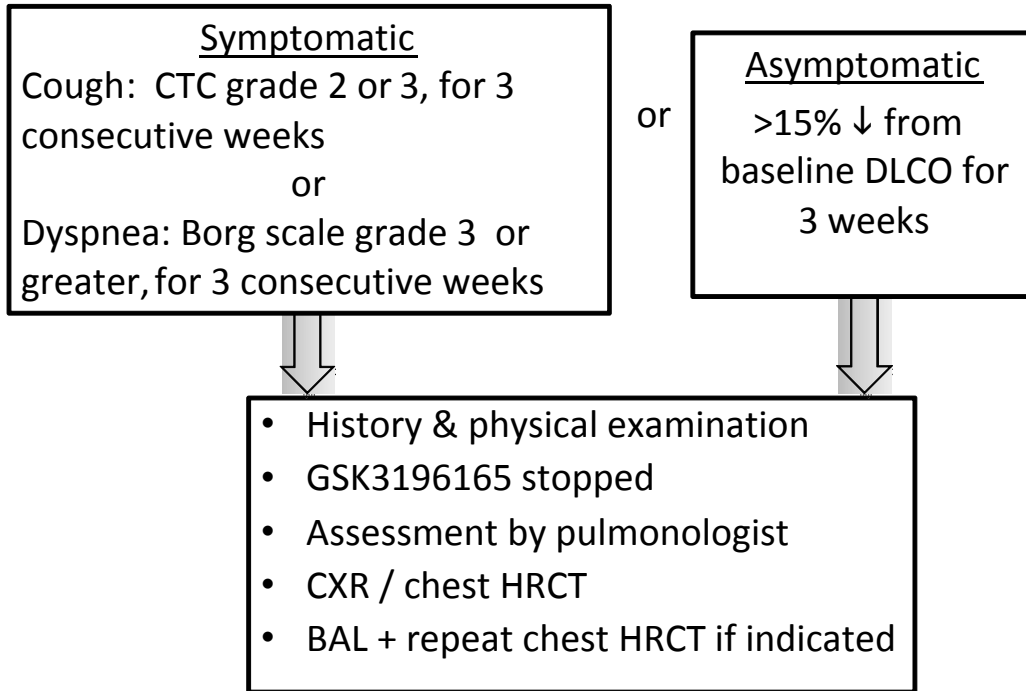 Symptomatic
Cough: CTC grade 2 or 3, for 3
consecutive weeks
or
Dyspnea: Borg scale grade 3 or
greater, for 3 consecutive weeks
or
Asymptomatic
>15% ↓ from
baseline DLCO for
3 weeks
• History & physical examination
• GSK3196165 stopped
• Assessment by pulmonologist
• CXR / chest HRCT
• BAL + repeat chest HRCT if indicated